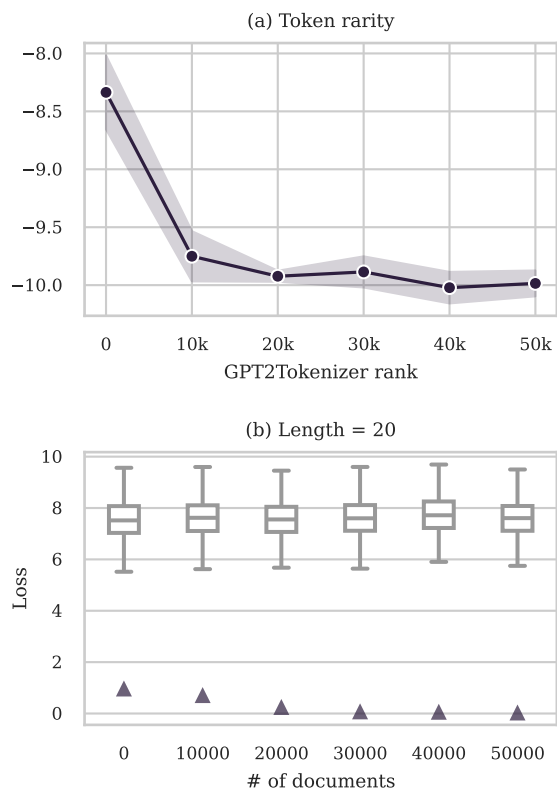 (a) Token rarity
−8.0
−8.5
−9.0
−9.5
−10.0
0 10k 20k 30k 40k 50k
GPT2Tokenizer rank
(b) Length = 20
10
8
6
4
2
0
Loss
0 10000 20000 30000 40000 50000
# of documents